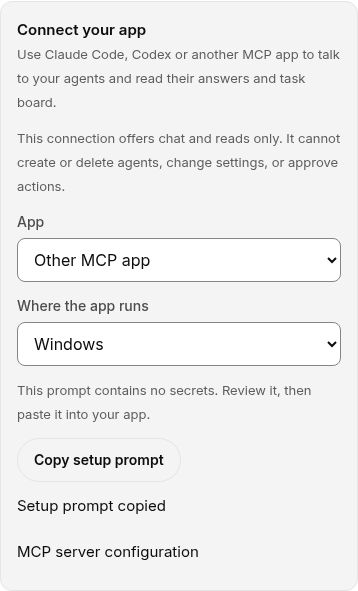 Connect your app
Use Claude Code, Codex or another MCP app to talk
to your agents and read their answers and task
board.
This connection offers chat and reads only. It cannot
create or delete agents, change settings, or approve
actions.
App
Other MCP app
Where the app runs
Windows
This prompt contains no secrets. Review it, then
paste it into your app.
Copy setup prompt
Setup prompt copied
MCP server configuration